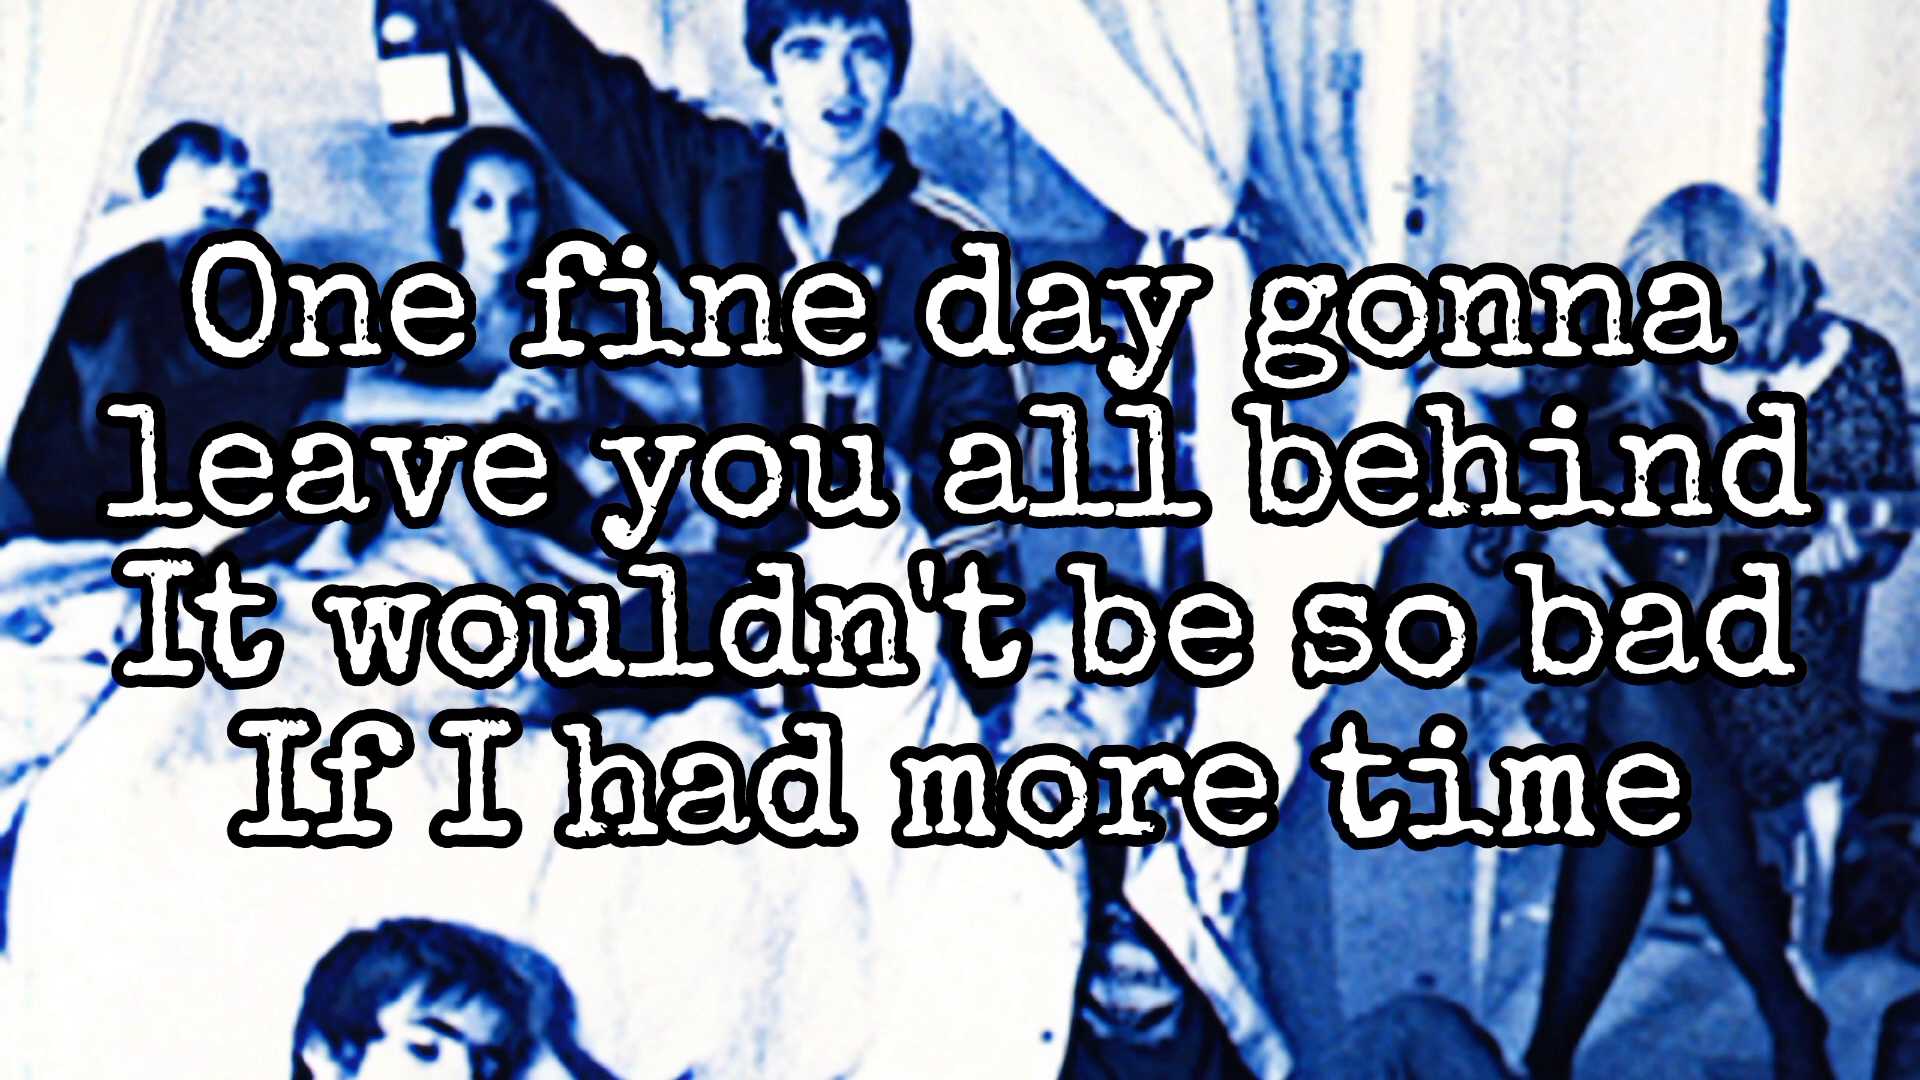 One fine day gonna
leave you all behind
It wouldn't be so bad
If I had more time